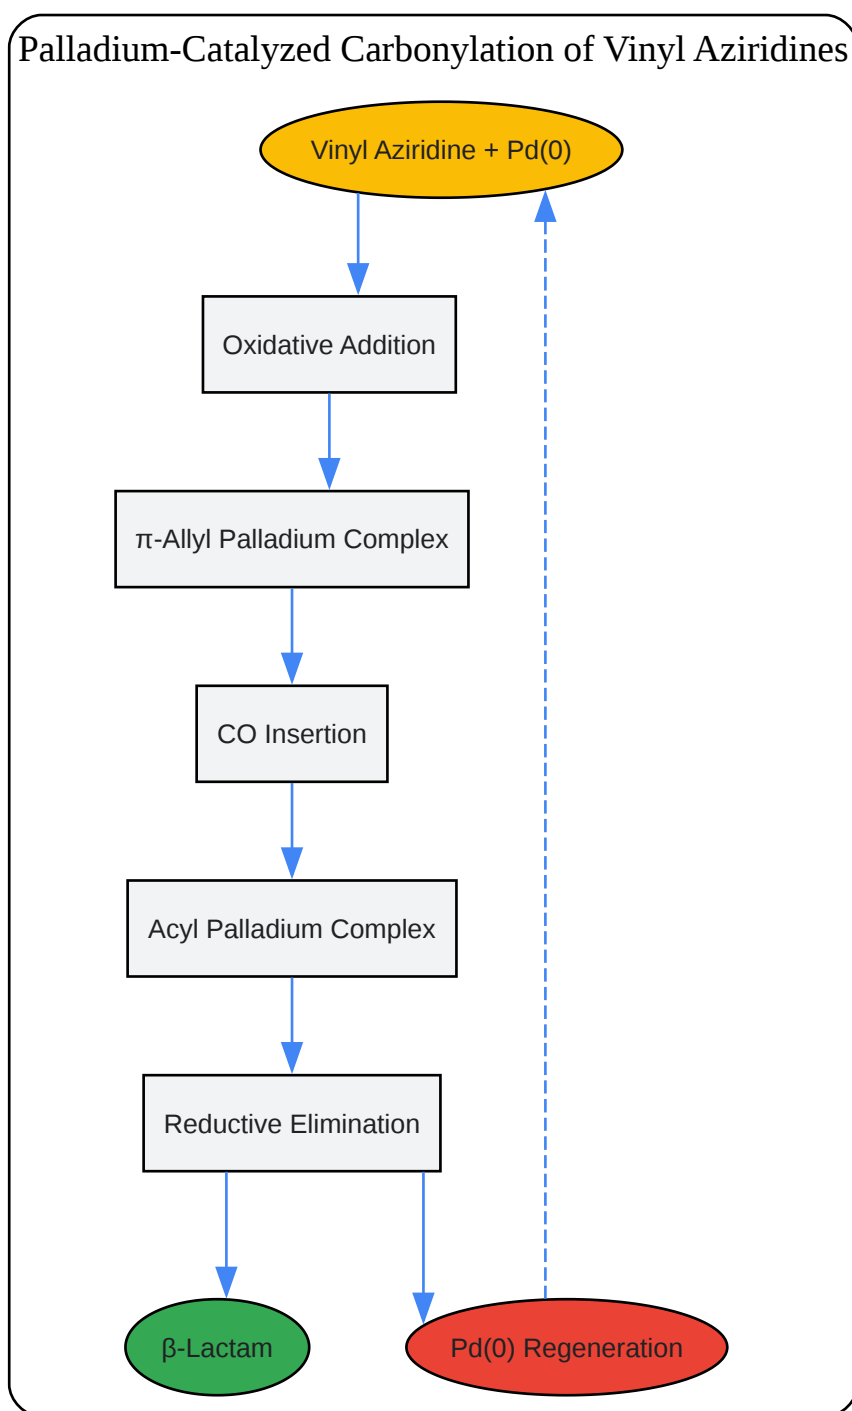 Palladium-Catalyzed Carbonylation of Vinyl Aziridines
Vinyl Aziridine + Pd(0)
Oxidative Addition
π-Allyl Palladium Complex
CO Insertion
Acyl Palladium Complex
Reductive Elimination
β-Lactam
Pd(0) Regeneration